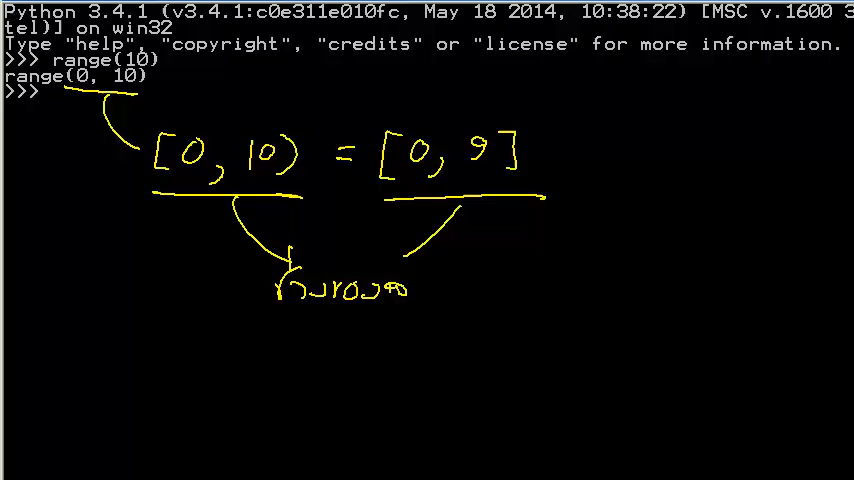 Python 3.4.1 (v3.4.1:c0e311e010fc, May 18 2014, 10:38:22) [MSC v.1600 3
tel)] on win32
Type "help", "copyright", "credits" or "license" for more information.
>>> range(10)
range(0, 10)
>>>
[0, 10) = [0, 9]